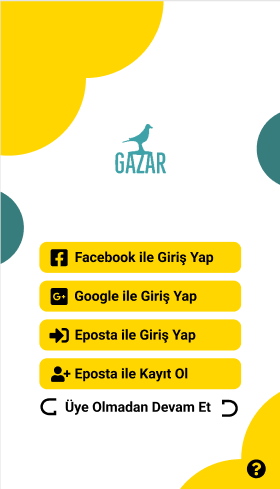 GAZAR
Facebook ile Giriş Yap
G+ Google ile Giriş Yap
Eposta ile Giriş Yap
Eposta ile Kayıt Ol
Üye Olmadan Devam Et
?